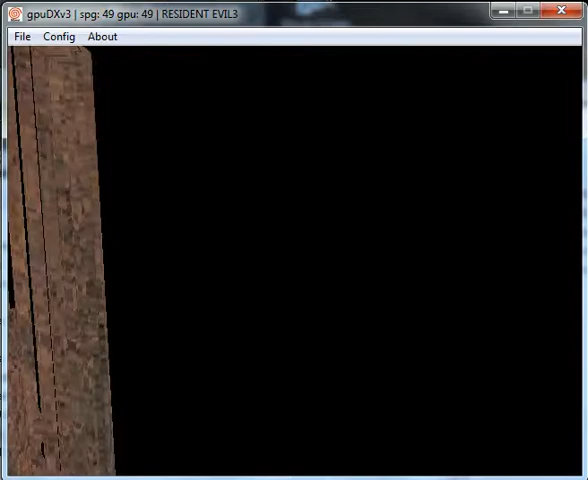 gpuDXv3 | spg: 49 gpu: 49 | RESIDENT EVIL3
File Config About